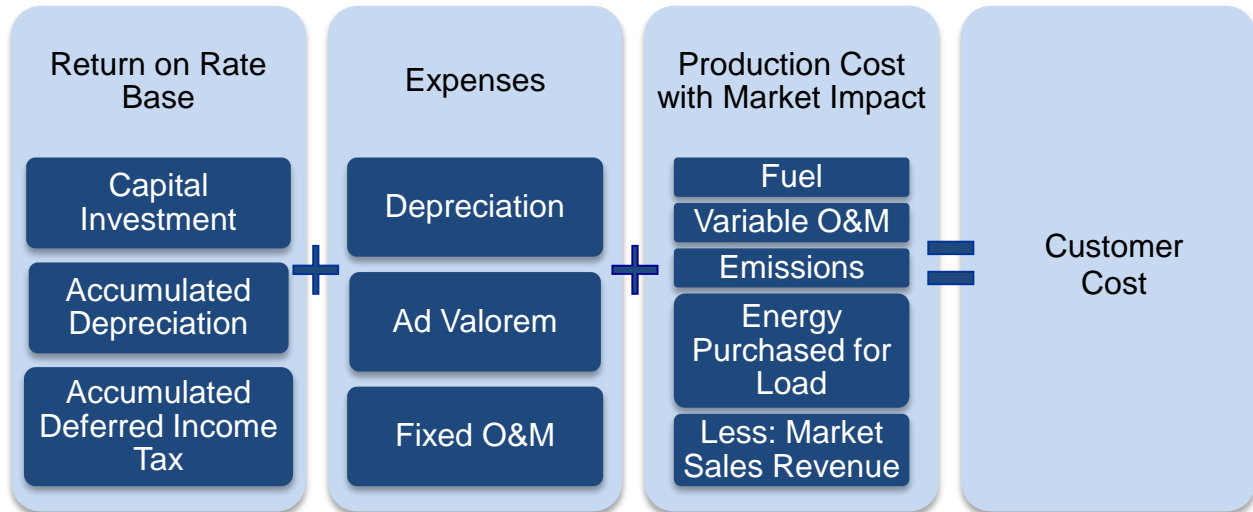 Return on Rate
Base
Capital
Investment
Accumulated
Depreciation
Accumulated
Deferred Income
Tax
+
Expenses
Depreciation
Ad Valorem
Fixed O&M
+
Production Cost
with Market Impact
Fuel
Variable O&M
Emissions
Energy
Purchased for
Load
Less: Market
Sales Revenue
=
Customer
Cost